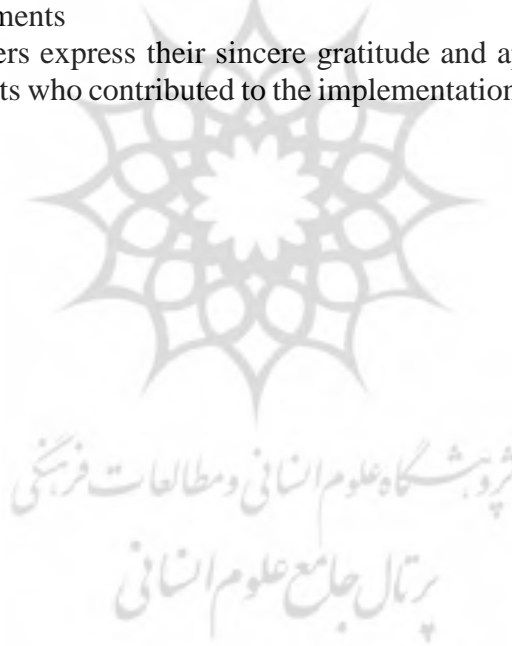 ments
ers express their sincere gratitude and ap
ts who contributed to the implementation
پژوهشگاه علوم انسانی و مطالعات فرهنگی
پرتال جامع علوم انسانی